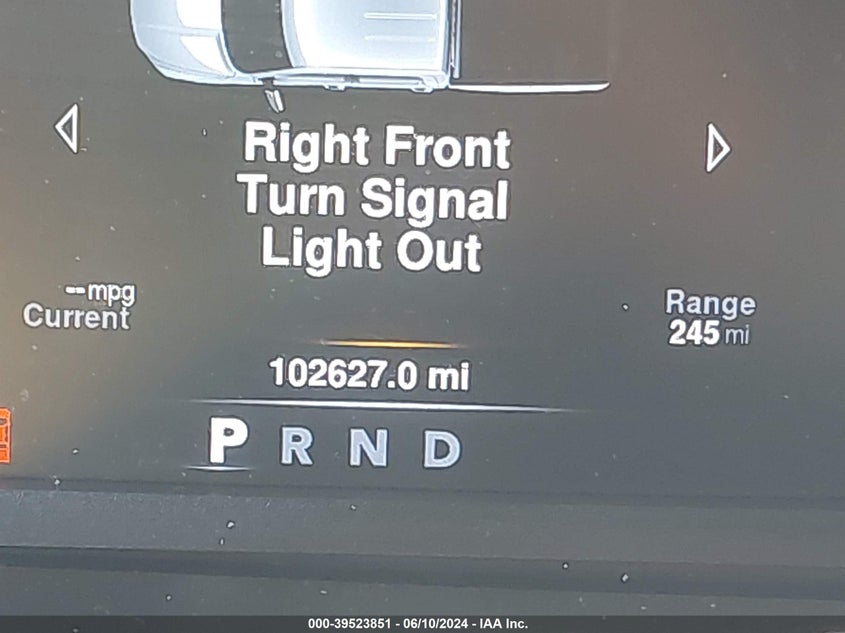 Right Front
Turn Signal
Light Out
--mpg
Current
Range
245 mi
102627.0 mi
P R N D
000-39523851 - 06/10/2024 - IAA Inc.